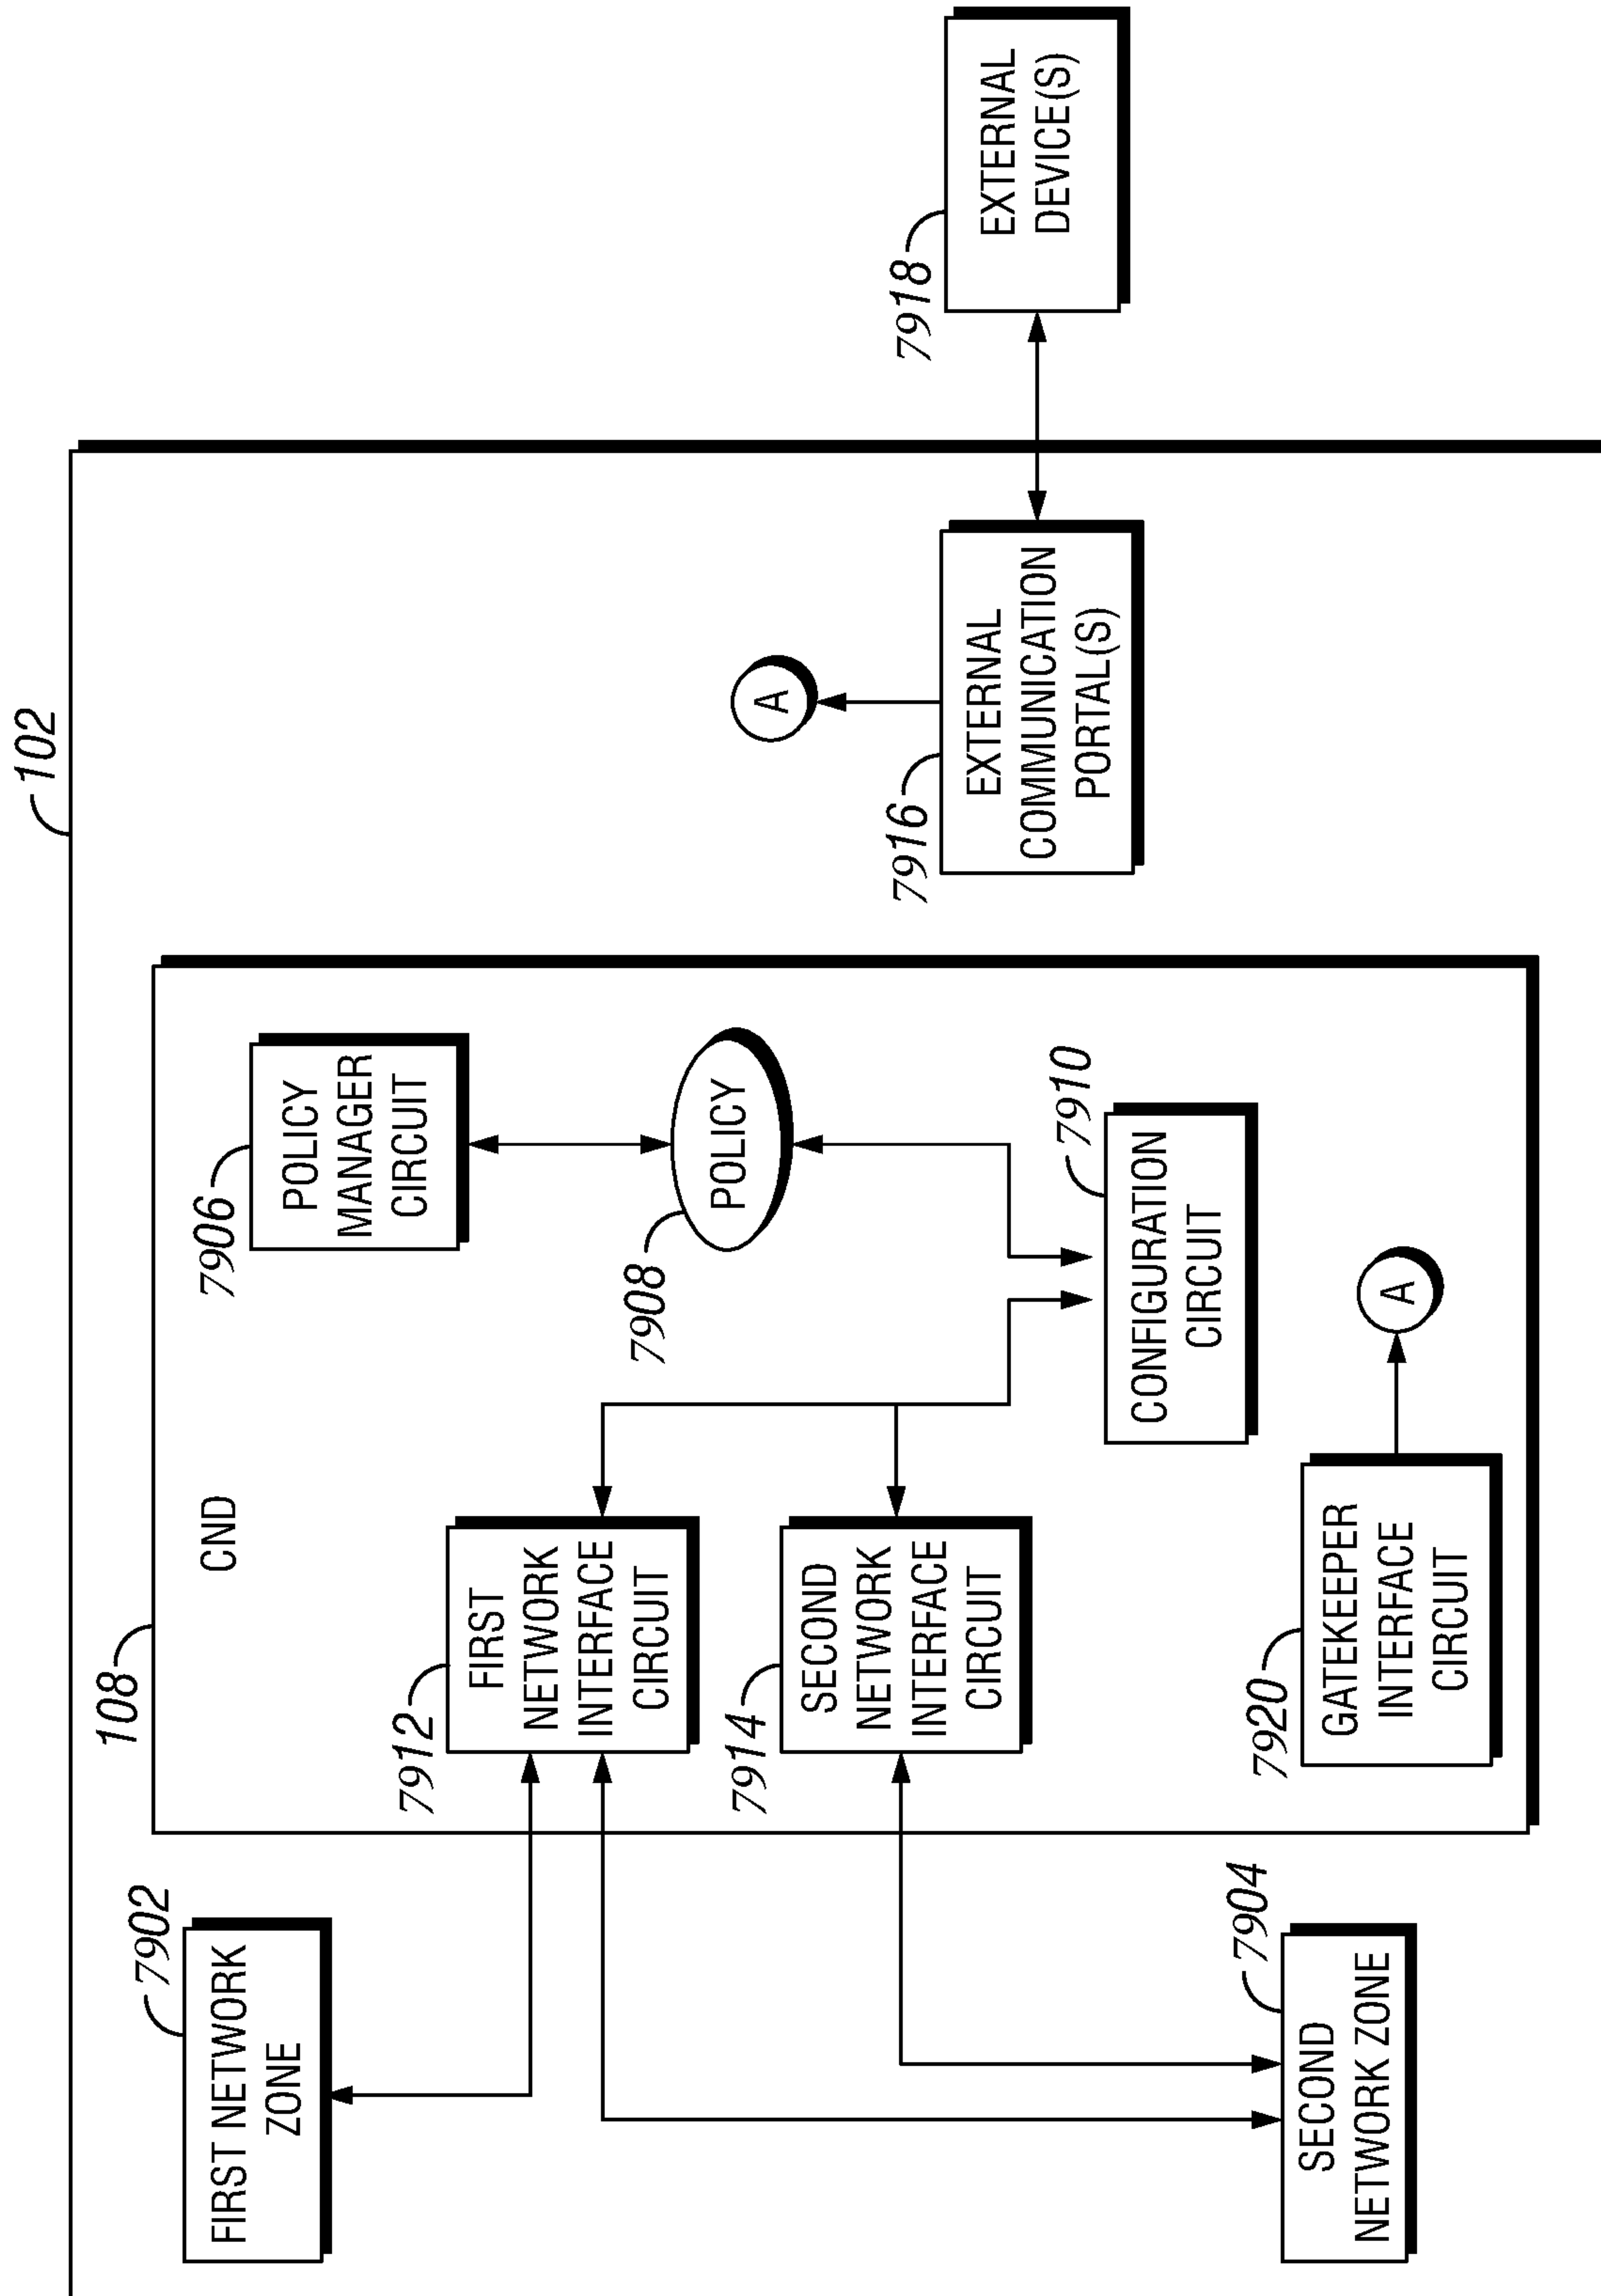 102
108
CND
7902
FIRST NETWORK
ZONE
7904
SECOND
NETWORK ZONE
7912
FIRST
NETWORK
INTERFACE
CIRCUIT
7914
SECOND
NETWORK
INTERFACE
CIRCUIT
7920
GATEKEEPER
INTERFACE
CIRCUIT
A
7906
POLICY
MANAGER
CIRCUIT
7908
POLICY
7910
CONFIGURATION
CIRCUIT
A
7916
EXTERNAL
COMMUNICATION
PORTAL(S)
7918
EXTERNAL
DEVICE(S)